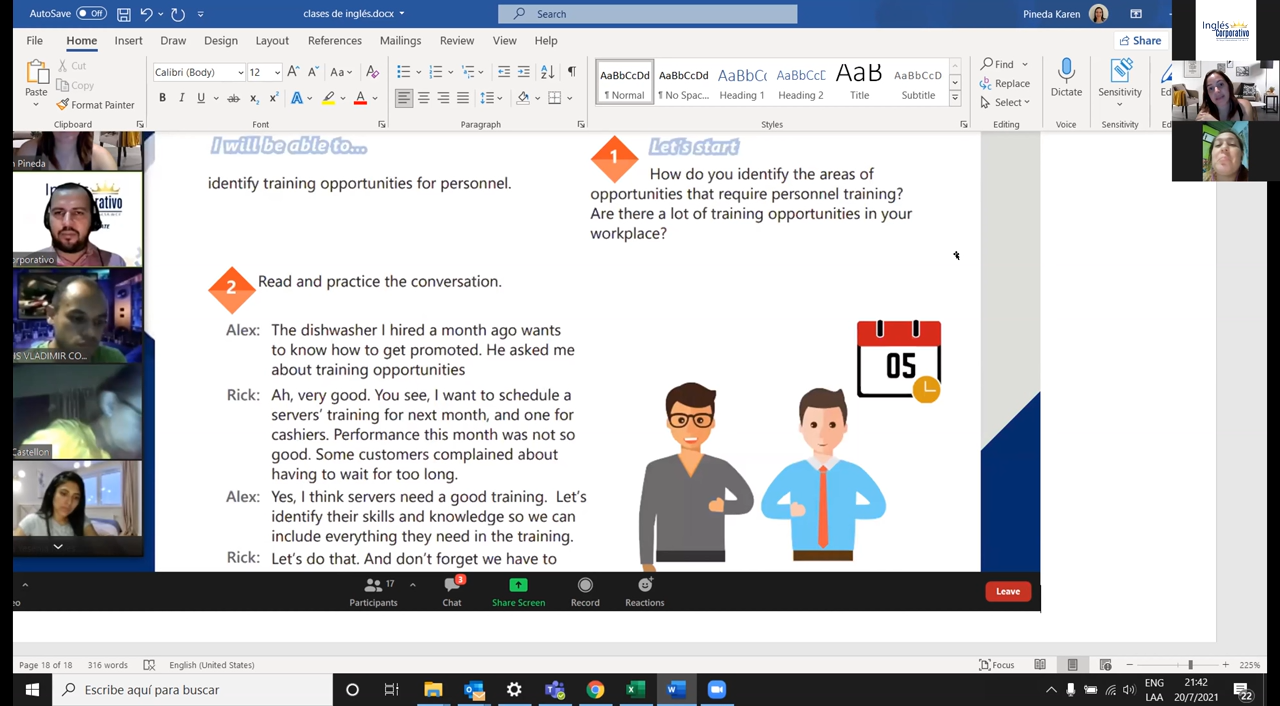 AutoSave Off
clases de inglés.docx
Search
Pineda Karen
File Home Insert Draw Design Layout References Mailings Review View Help
Share
Paste
Cut
Copy
Format Painter
Clipboard
Calibri (Body) 12
Font
Paragraph
AaBbCcDd AaBbCcDd AaBbCc AaBbCcD AaB AaBbCcD
¶ Normal ¶ No Spac... Heading 1 Heading 2 Title Subtitle
Styles
Find
Replace
Select
Editing
Dictate
Voice
Sensitivity
Sensitivity
Inglés
Corporativo
Pineda
I will be able to...
identify training opportunities for personnel.
1
Let's start
How do you identify the areas of
opportunities that require personnel training?
Are there a lot of training opportunities in your
workplace?
2
Read and practice the conversation.
Alex: The dishwasher I hired a month ago wants
to know how to get promoted. He asked me
about training opportunities
Rick: Ah, very good. You see, I want to schedule a
servers' training for next month, and one for
cashiers. Performance this month was not so
good. Some customers complained about
having to wait for too long.
Alex: Yes, I think servers need a good training. Let's
identify their skills and knowledge so we can
include everything they need in the training.
Rick: Let's do that. And don't forget we have to
05
VLADIMIR CO...
Castellon
Participants 17
Chat 3
Share Screen
Record
Reactions
Leave
Page 18 of 18 316 words English (United States)
Focus
225%
Escribe aquí para buscar
ENG
LAA
21:42
20/7/2021
22